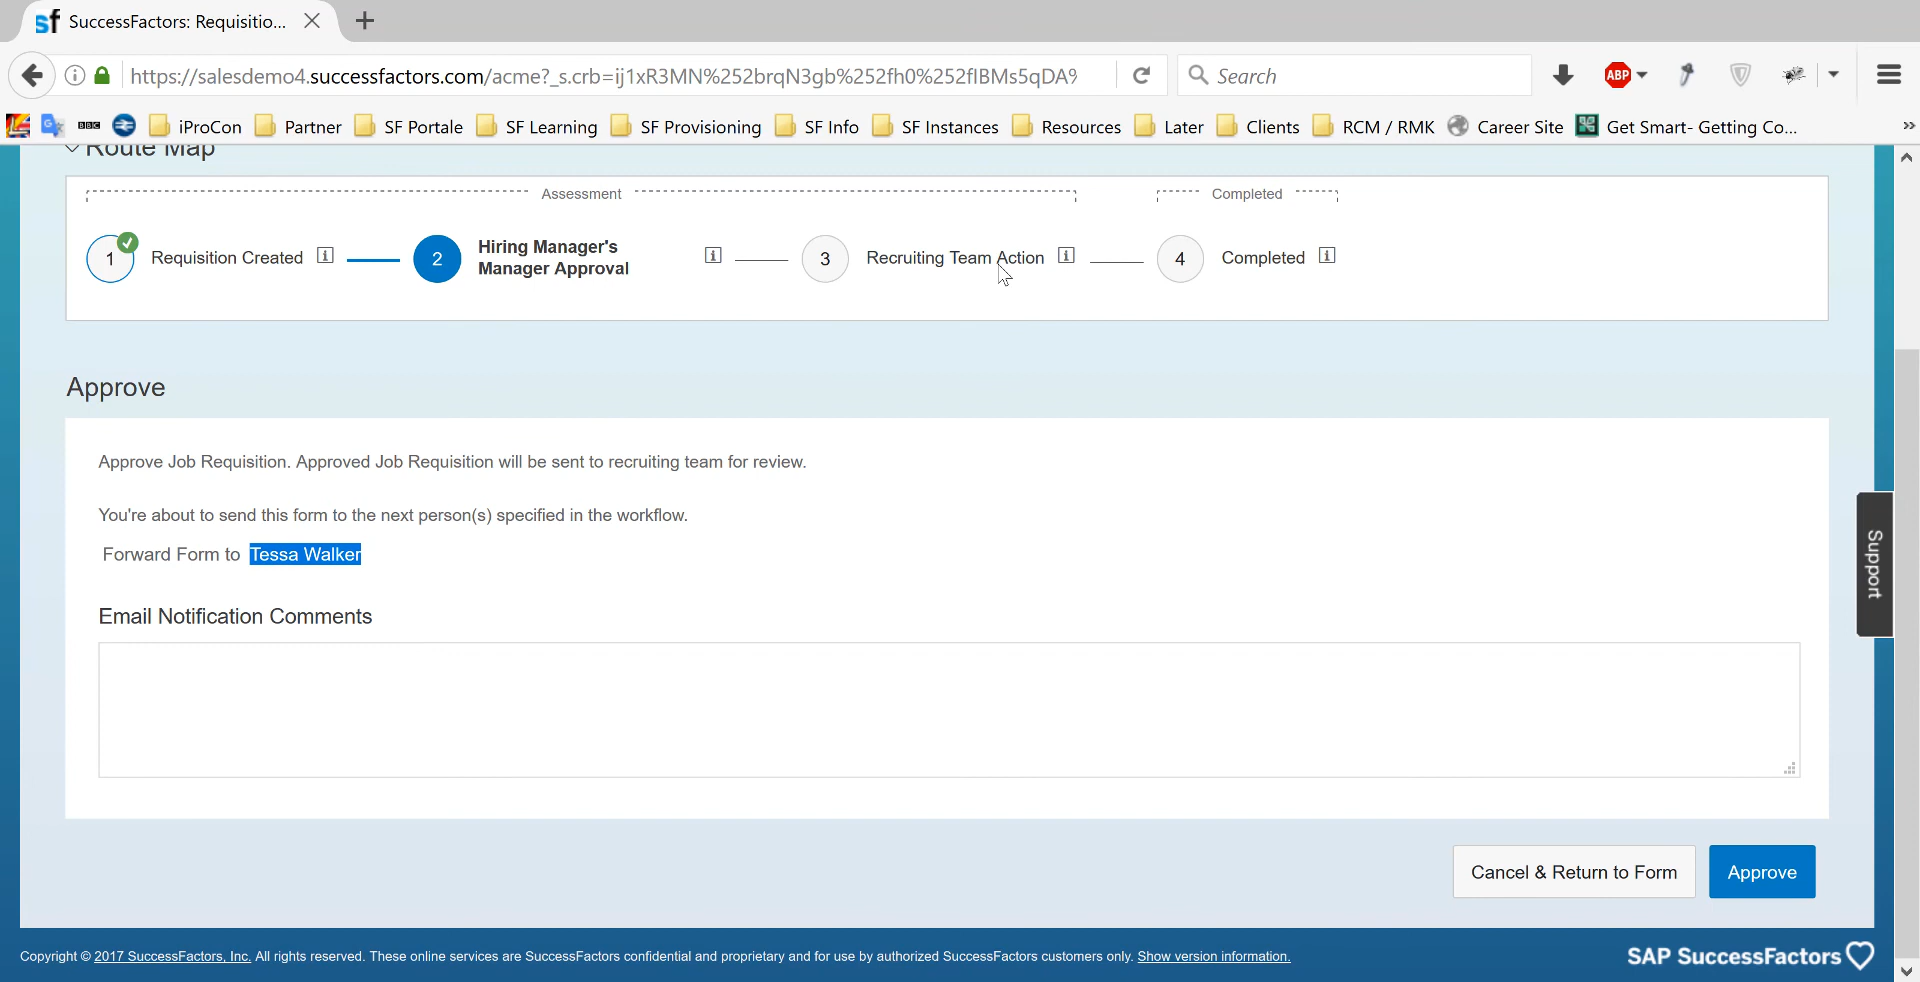 SuccessFactors: Requisitio...
https://salesdemo4.successfactors.com/acme?_s.crb=ij1xR3MN%252brqN3gb%252fh0%252fIBMs5qDA%
Search
ABP
BBC
iProCon
Partner
SF Portale
SF Learning
SF Provisioning
SF Info
SF Instances
Resources
Later
Clients
RCM / RMK
Career Site
Get Smart- Getting Co...
Route Map
Assessment
Completed
1
Requisition Created
2
Hiring Manager's
Manager Approval
3
Recruiting Team Action
4
Completed
Approve
Approve Job Requisition. Approved Job Requisition will be sent to recruiting team for review.
You're about to send this form to the next person(s) specified in the workflow.
Forward Form to Tessa Walker
Email Notification Comments
Support
Cancel & Return to Form
Approve
Copyright © 2017 SuccessFactors, Inc. All rights reserved. These online services are SuccessFactors confidential and proprietary and for use by authorized SuccessFactors customers only. Show version information.
SAP SuccessFactors